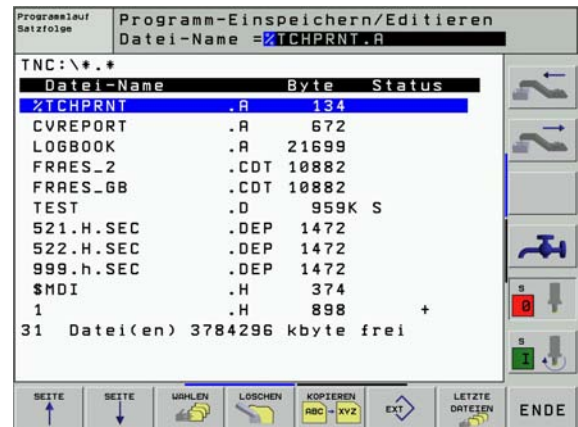 Programmlauf
Satzfolge
Programm-Einspeichern/Editieren
Datei-Name =%TCHPRNT.A
TNC:\*.*
Datei-Name Byte Status
%TCHPRNT .A 134
CVREPORT .A 672
LOGBOOK .A 21699
FRAES_2 .CDT 10882
FRAES_GB .CDT 10882
TEST .D 959K S
521.H.SEC .DEP 1472
522.H.SEC .DEP 1472
999.h.SEC .DEP 1472
$MDI .H 374
1 .H 898 +
31 Datei(en) 3784296 kbyte frei
S
0
S
I
SEITE
SEITE
WÄHLEN
LÖSCHEN
KOPIEREN
ABC → XYZ
EXT
LETZTE
DATEIEN
ENDE